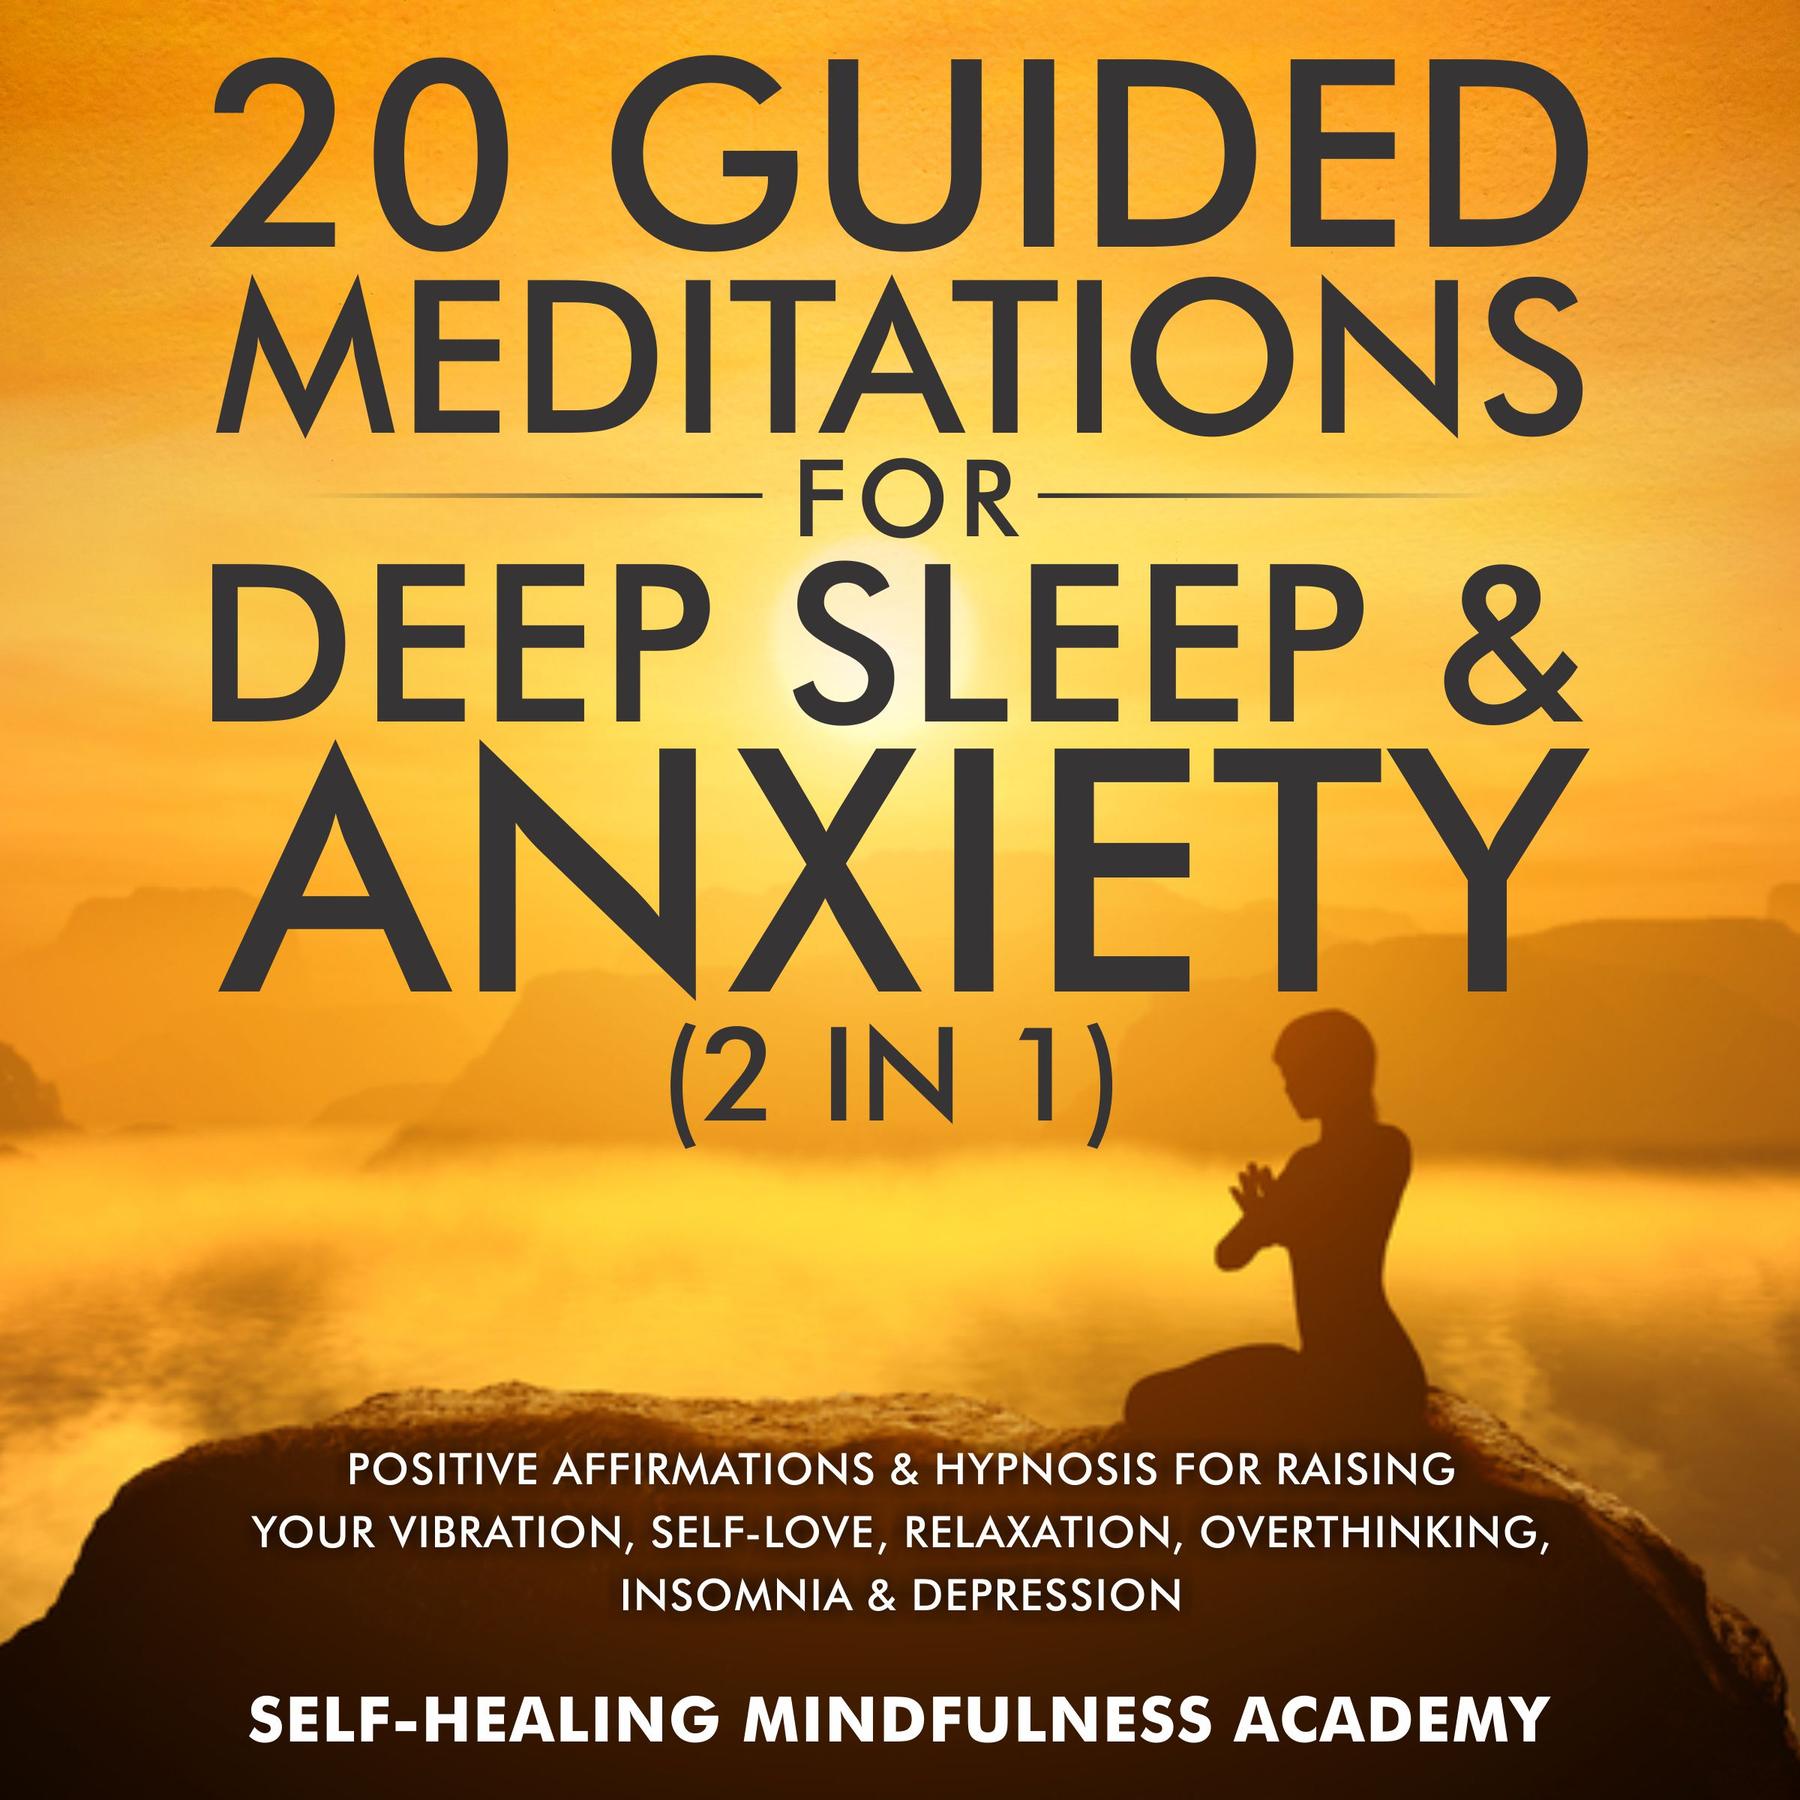 20 GUIDED
MEDITATIONS
FOR
DEEP SLEEP &
ANXIETY
(2 IN 1)
POSITIVE AFFIRMATIONS & HYPNOSIS FOR RAISING
YOUR VIBRATION, SELF-LOVE, RELAXATION, OVERTHINKING,
INSOMNIA & DEPRESSION
SELF-HEALING MINDFULNESS ACADEMY